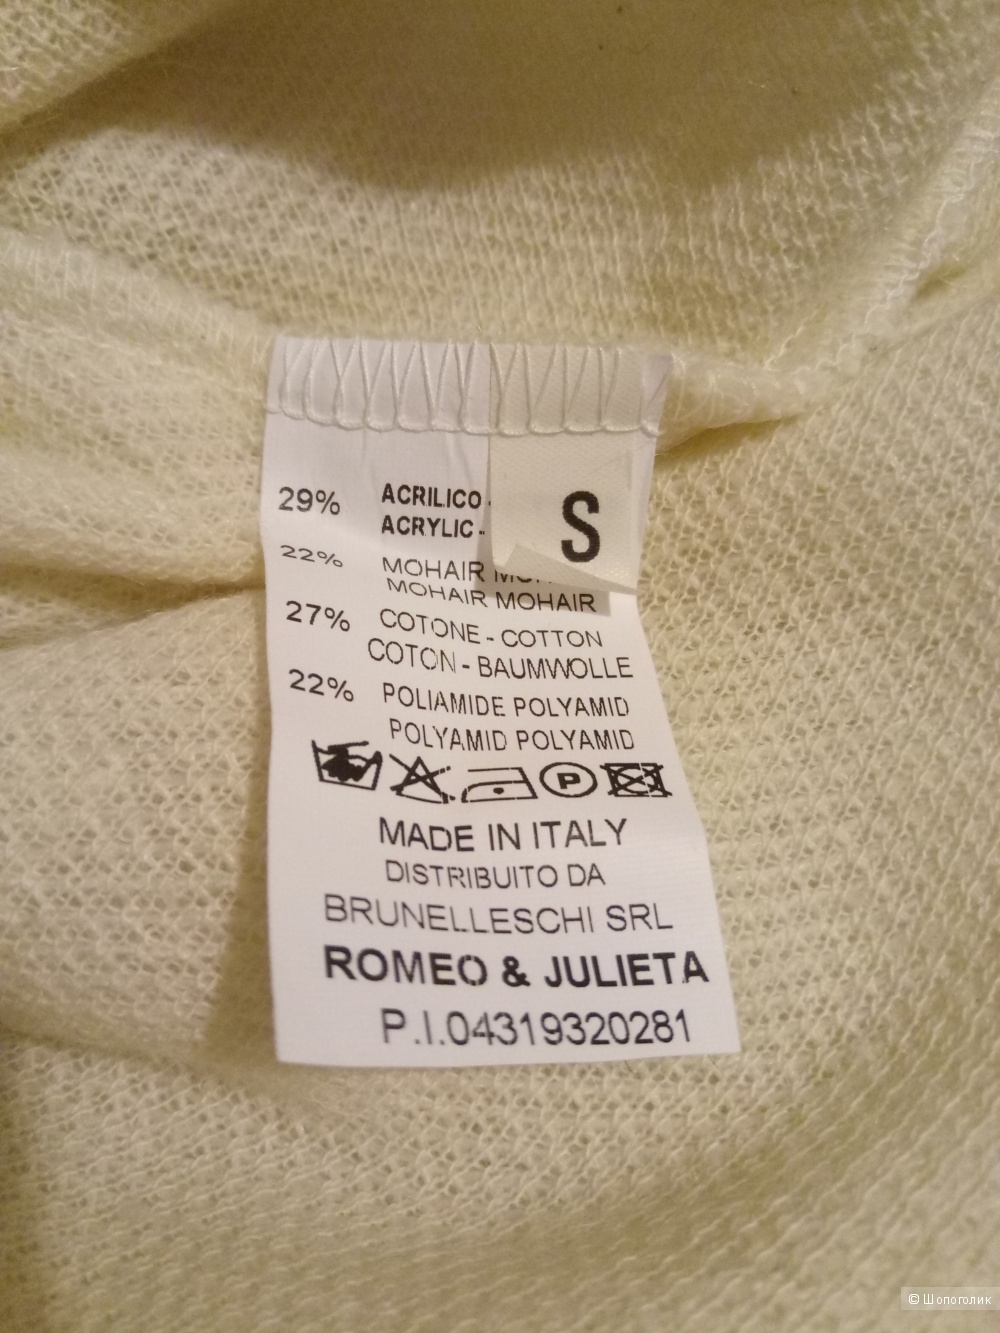 29% ACRILICO -
ACRYLIC -
S
22% MOHAIR
MOHAIR MOHAIR
27% COTONE - COTTON
COTON - BAUMWOLLE
22% POLIAMIDE POLYAMID
POLYAMID POLYAMID
P
MADE IN ITALY
DISTRIBUITO DA
BRUNELLESCHI SRL
ROMEO & JULIETA
P.I.04319320281
© Шопоголик